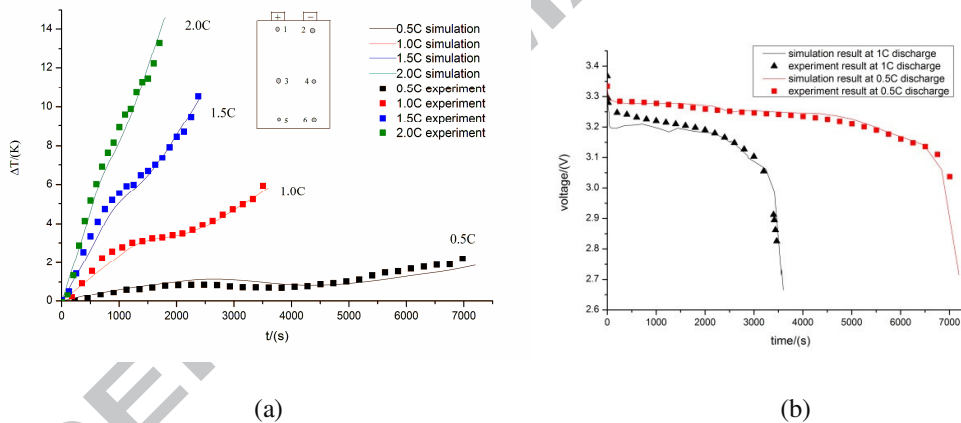 14
12
10
8
6
4
2
0
ΔT/(K)
0
1000
2000
3000
4000
5000
6000
7000
t/(s)
2.0C
1.5C
1.0C
0.5C
+
−
1
2
3
4
5
6
0.5C simulation
1.0C simulation
1.5C simulation
2.0C simulation
0.5C experiment
1.0C experiment
1.5C experiment
2.0C experiment
(a)
3.4
3.3
3.2
3.1
3.0
2.9
2.8
2.7
2.6
voltage/(V)
0
1000
2000
3000
4000
5000
6000
7000
time/(s)
simulation result at 1C discharge
experiment result at 1C discharge
simulation result at 0.5C discharge
experiment result at 0.5C discharge
(b)